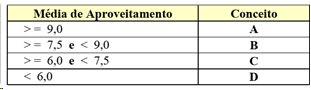 Média de Aproveitamento Conceito
> = 9,0 A
> = 7,5 e < 9,0 B
> = 6,0 e < 7,5 C
< 6,0 D